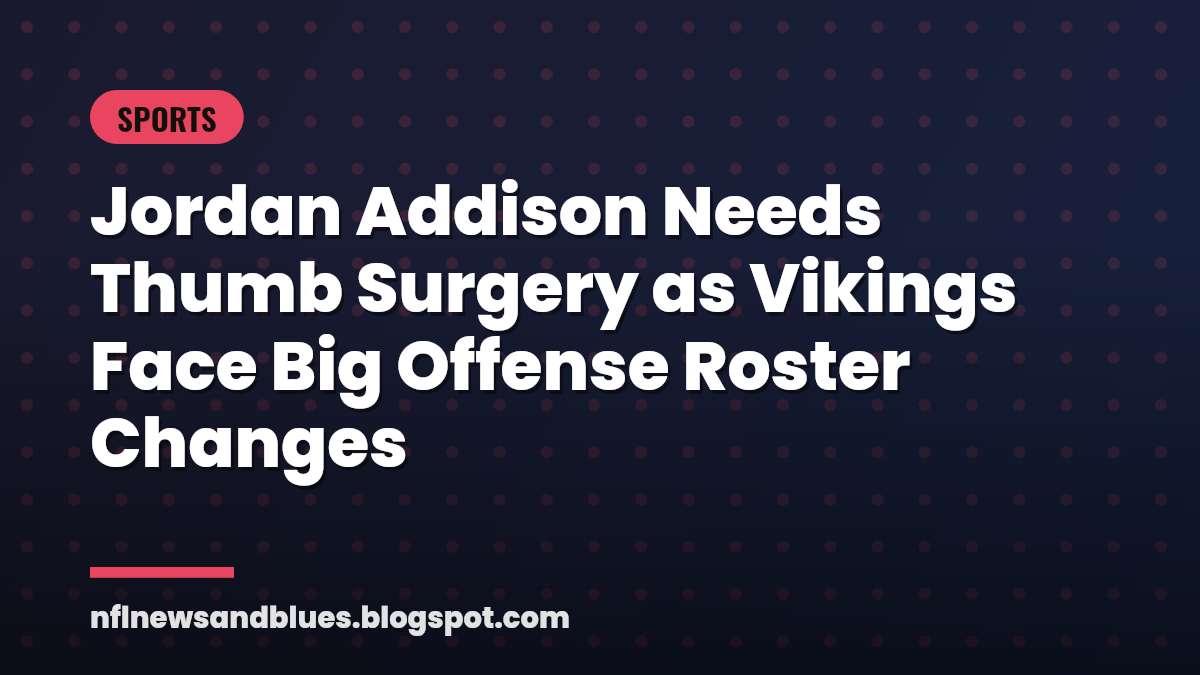 SPORTS
Jordan Addison Needs
Thumb Surgery as Vikings
Face Big Offense Roster
Changes
nflnewsandblues.blogspot.com